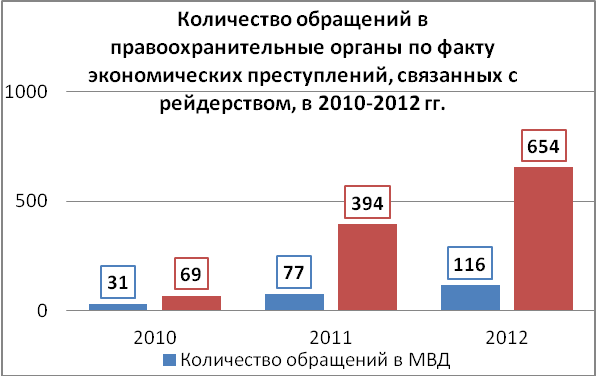 Количество обращений в
правоохранительные органы по факту
экономических преступлений, связанных с
рейдерством, в 2010-2012 гг.
1000
654
500
394
116
77
69
31
0
2010 2011 2012
Количество обращений в МВД